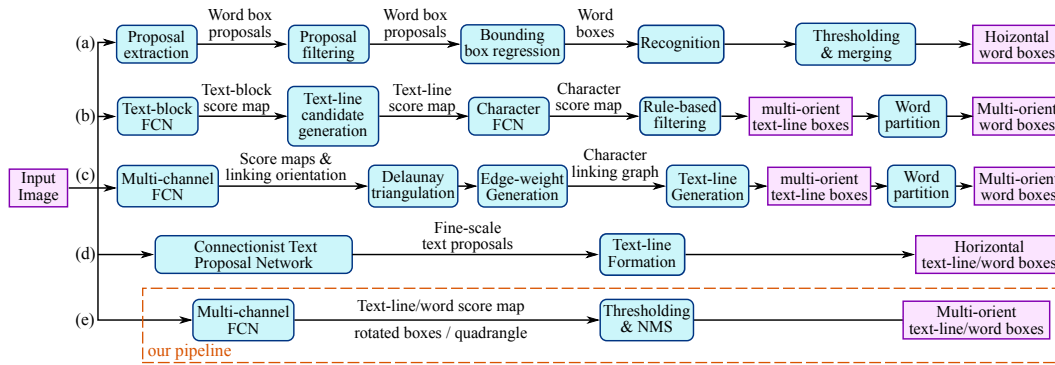 (a)
Proposal
extraction
Word box
proposals
Proposal
filtering
Word box
proposals
Bounding
box regression
Word
boxes
Recognition
Thresholding
& merging
Hoizontal
word boxes
(b)
Text-block
FCN
Text-block
score map
Text-line
candidate
generation
Text-line
score map
Character
FCN
Character
score map
Rule-based
filtering
multi-orient
text-line boxes
Word
partition
Multi-orient
word boxes
Input
Image
(c)
Multi-channel
FCN
Score maps &
linking orientation
Delaunay
triangulation
Edge-weight
Generation
Character
linking graph
Text-line
Generation
multi-orient
text-line boxes
Word
partition
Multi-orient
word boxes
(d)
Connectionist Text
Proposal Network
Fine-scale
text proposals
Text-line
Formation
Horizontal
text-line/word boxes
(e)
Multi-channel
FCN
Text-line/word score map
rotated boxes / quadrangle
Thresholding
& NMS
Multi-orient
text-line/word boxes
our pipeline